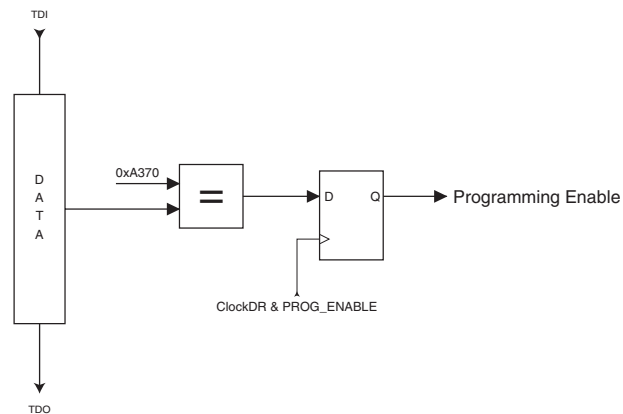 TDI
D
A
T
A
0xA370
=
D
Q
Programming Enable
ClockDR & PROG_ENABLE
TDO